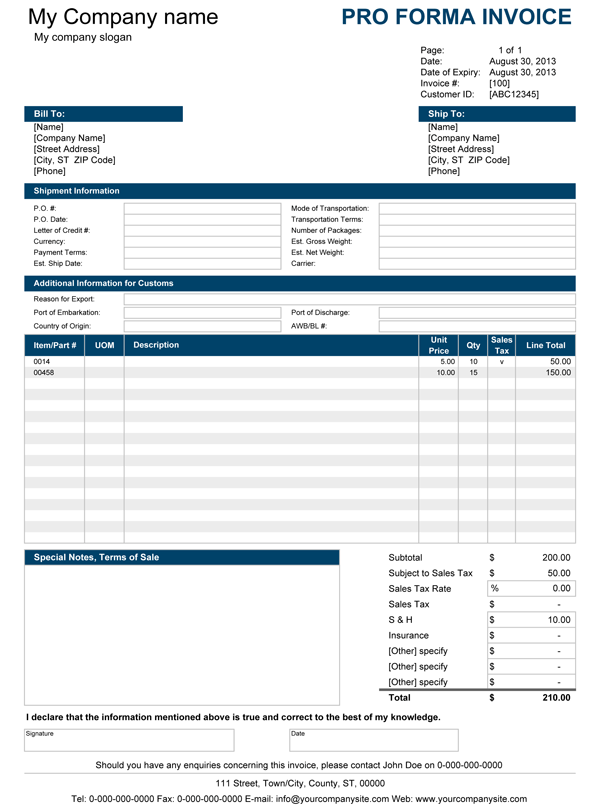 My Company name
PRO FORMA INVOICE
My company slogan
Page: 1 of 1
Date: August 30, 2013
Date of Expiry: August 30, 2013
Invoice #: [100]
Customer ID: [ABC12345]
Bill To: Ship To:
[Name] [Name]
[Company Name] [Company Name]
[Street Address] [Street Address]
[City, ST ZIP Code] [City, ST ZIP Code]
[Phone] [Phone]
Shipment Information
P.O. #: Mode of Transportation:
P.O. Date: Transportation Terms:
Letter of Credit #: Number of Packages:
Currency: Est. Gross Weight:
Payment Terms: Est. Net Weight:
Est. Ship Date: Carrier:
Additional Information for Customs
Reason for Export:
Port of Embarkation: Port of Discharge:
Country of Origin: AWB/BL #:
Item/Part # UOM Description Unit Price Qty Sales Tax Line Total
0014 5.00 10 v 50.00
00458 10.00 15 150.00
Special Notes, Terms of Sale
Subtotal $ 200.00
Subject to Sales Tax $ 50.00
Sales Tax Rate % 0.00
Sales Tax $ -
S & H $ 10.00
Insurance $ -
[Other] specify $ -
[Other] specify $ -
[Other] specify $ -
Total $ 210.00
I declare that the information mentioned above is true and correct to the best of my knowledge.
Signature Date
Should you have any enquiries concerning this invoice, please contact John Doe on 0-000-000-0000
111 Street, Town/City, County, ST, 00000
Tel: 0-000-000-0000 Fax: 0-000-000-0000 E-mail: info@yourcompanysite.com Web: www.yourcompanysite.com